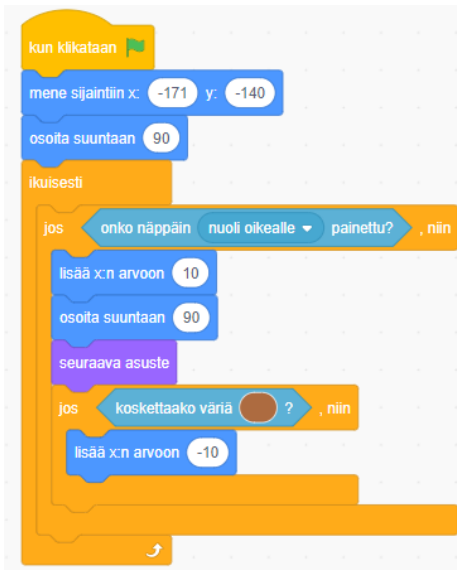 kun klikataan
mene sijaintiin x: -171 y: -140
osoita suuntaan 90
ikuisesti
jos onko näppäin nuoli oikealle painettu? , niin
lisää x:n arvoon 10
osoita suuntaan 90
seuraava asuste
jos koskettaako väriä ? , niin
lisää x:n arvoon -10